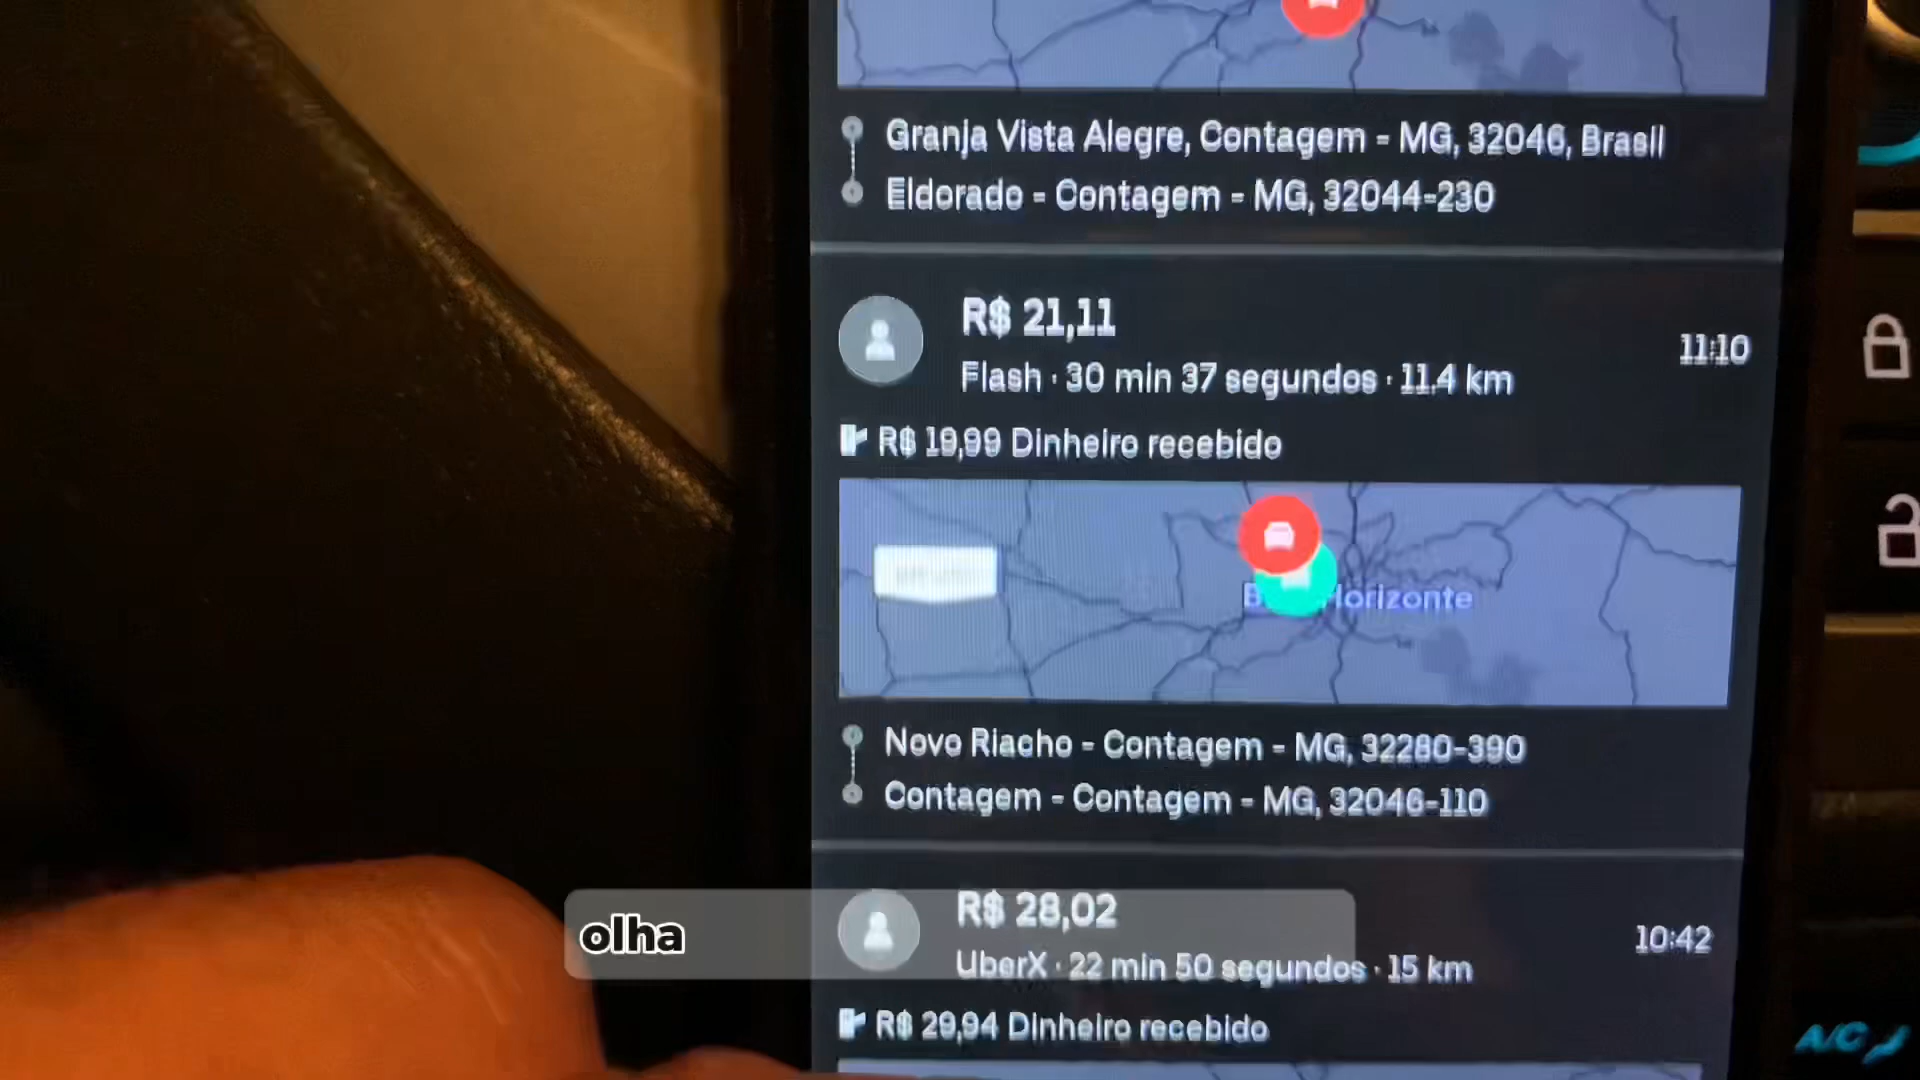 Granja Vista Alegre, Contagem - MG, 32046, Brasil
Eldorado - Contagem - MG, 32044-230
R$ 21,11
11:10
Flash · 30 min 37 segundos · 11.4 km
R$ 19,99 Dinheiro recebido
Horizonte
Novo Riacho - Contagem - MG, 32280-390
Contagem - Contagem - MG, 32046-110
R$ 28,02
olha
10:42
UberX · 22 min 50 segundos · 15 km
R$ 29,94 Dinheiro recebido
A/C